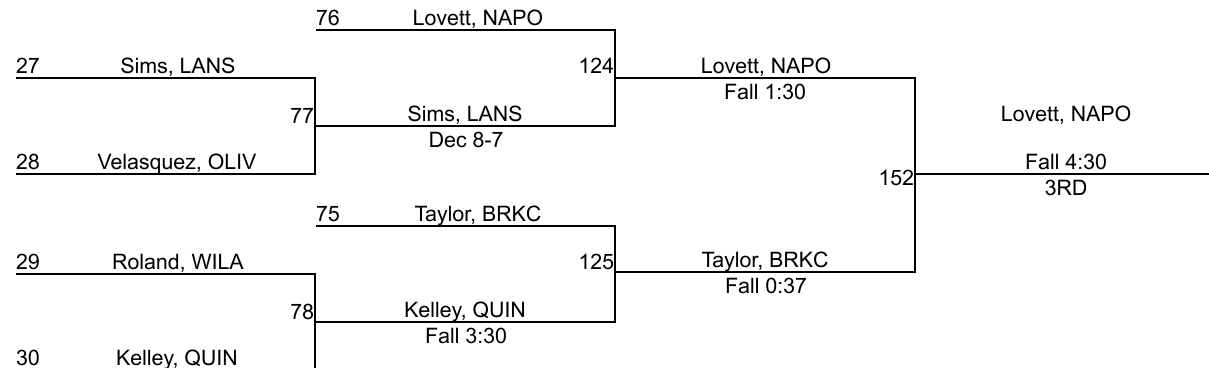 76 Lovett, NAPO
27 Sims, LANS
124 Lovett, NAPO
Fall 1:30
77 Sims, LANS
Dec 8-7
Lovett, NAPO
28 Velasquez, OLIV
Fall 4:30
152
3RD
75 Taylor, BRKC
29 Roland, WILA
125 Taylor, BRKC
Fall 0:37
78 Kelley, QUIN
Fall 3:30
30 Kelley, QUIN